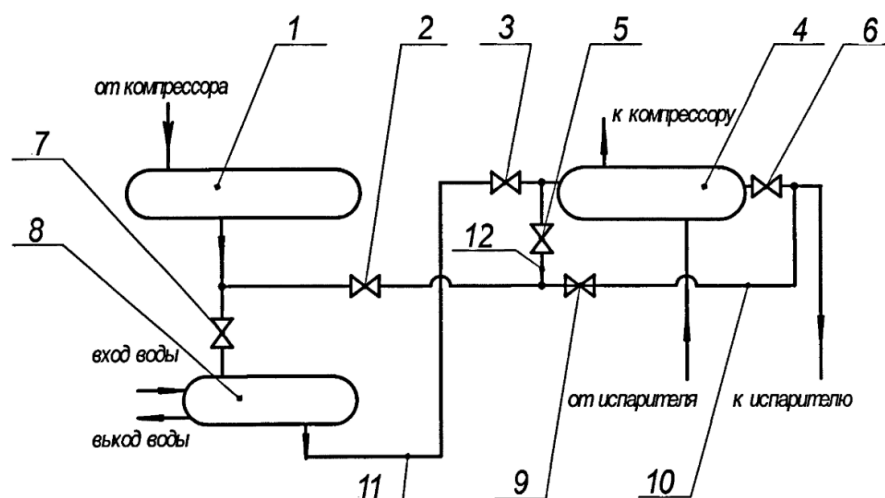 1
2
3
5
4
6
от компрессора
к компрессору
7
8
12
вход воды
выход воды
от испарителя
к испарителю
11
9
10